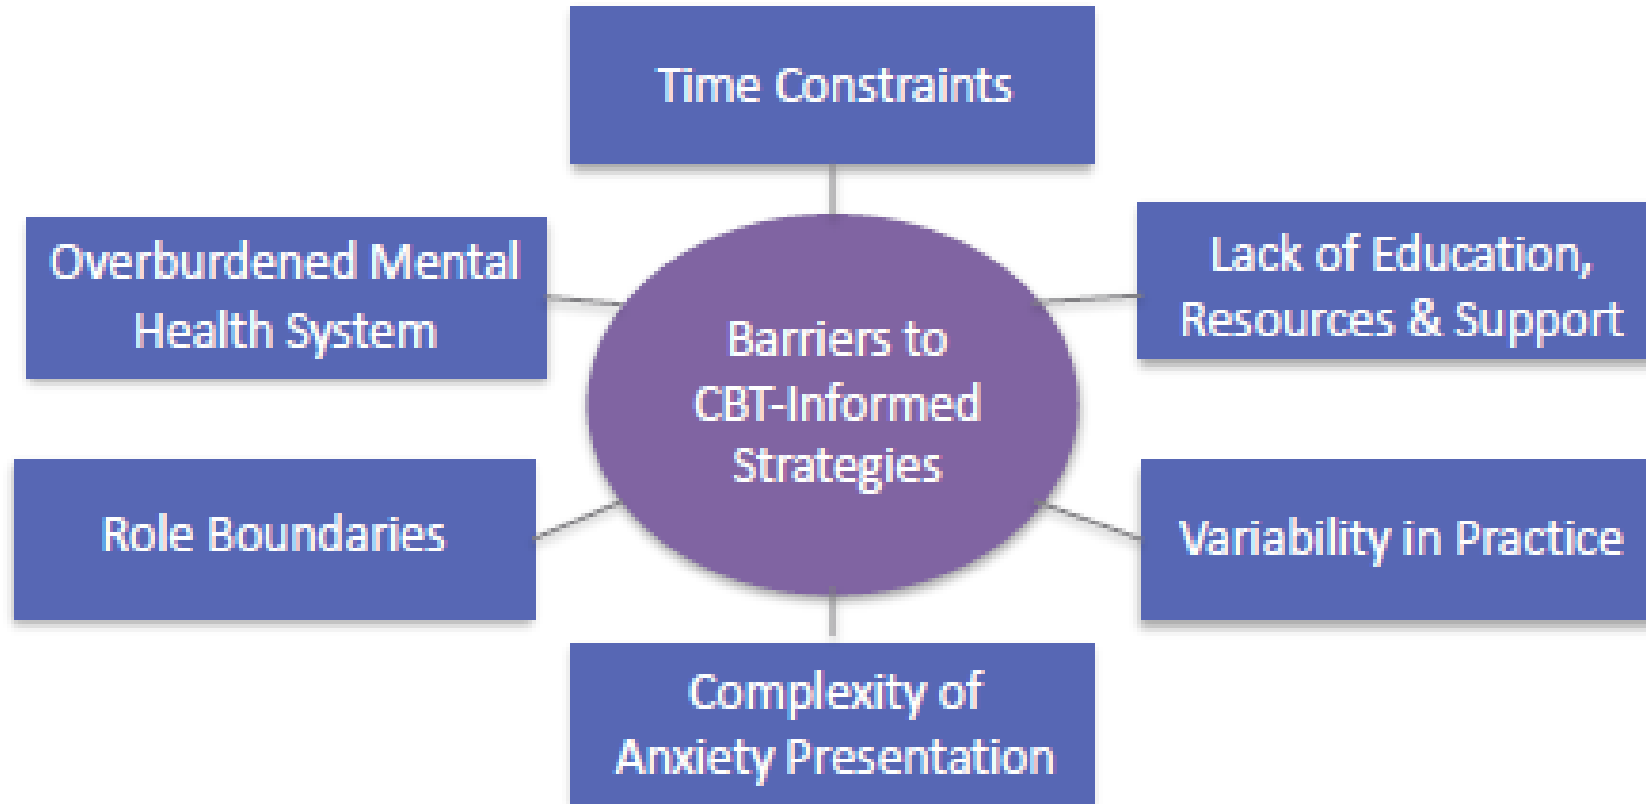 Time Constraints
Overburdened Mental
Health System
Lack of Education,
Resources & Support
Barriers to
CBT-Informed
Strategies
Role Boundaries
Variability in Practice
Complexity of
Anxiety Presentation